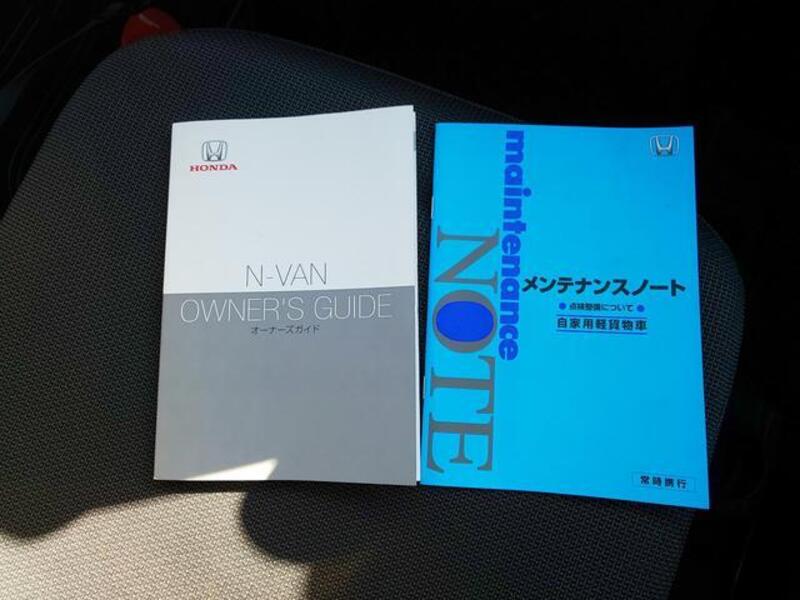 HONDA
N-VAN
OWNER'S GUIDE
オーナーズガイド
maintenance
NOTE
メンテナンスノート
● 点検整備について ●
自家用軽貨物車
常時携行